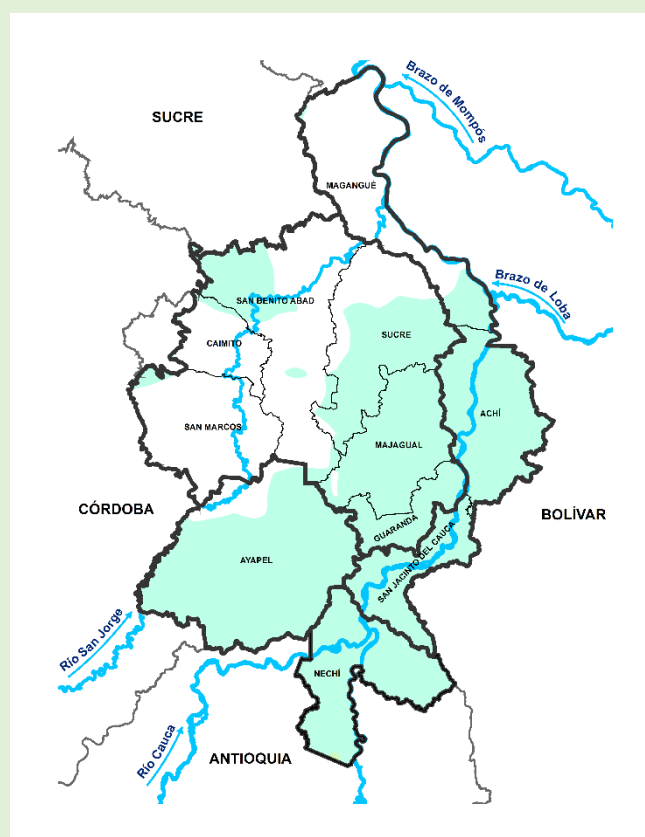 Brazo de Mompós
SUCRE
MAGANGUÉ
Brazo de Loba
SAN BENITO ABAD
SUCRE
CAIMITO
ACHÍ
SAN MARCOS
MAJAGUAL
CÓRDOBA
BOLÍVAR
GUARANDA
AYAPEL
SAN JACINTO DEL CAUCA
Río San Jorge
NECHÍ
Río Cauca
ANTIOQUIA